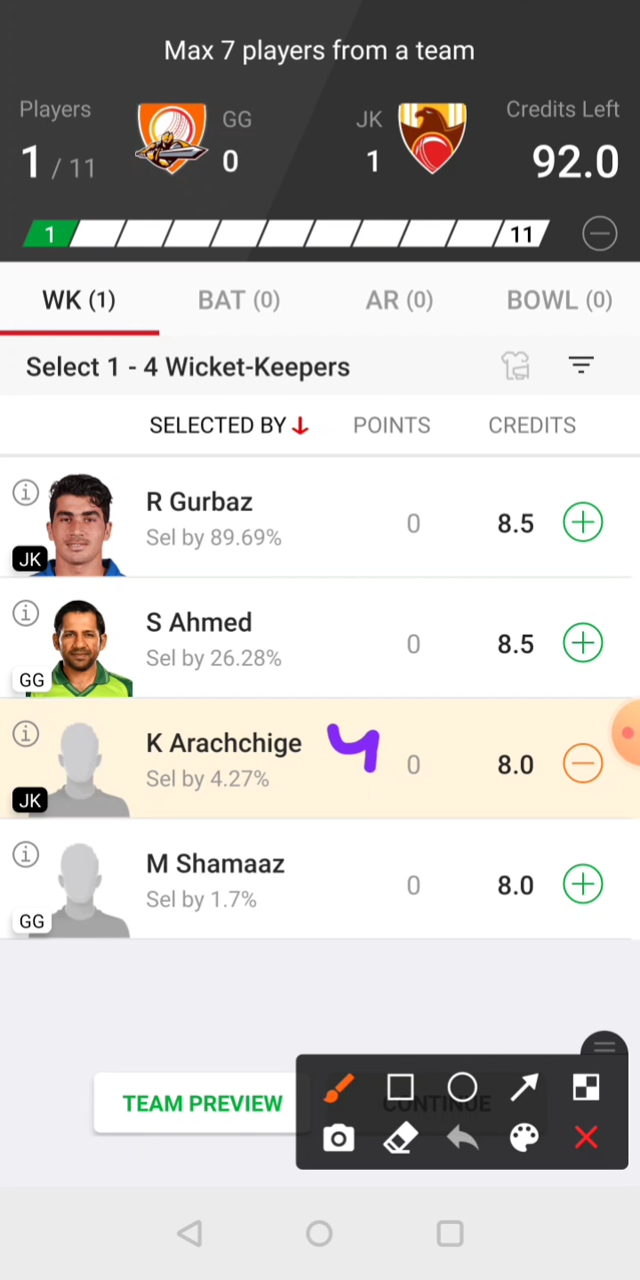 Max 7 players from a team
Players GG JK Credits Left
1 / 11 0 1 92.0
1 11
WK (1) BAT (0) AR (0) BOWL (0)
Select 1 - 4 Wicket-Keepers
SELECTED BY POINTS CREDITS
R Gurbaz
Sel by 89.69% 0 8.5
JK
S Ahmed
Sel by 26.28% 0 8.5
GG
K Arachchige 4
Sel by 4.27% 0 8.0
JK
M Shamaaz
Sel by 1.7% 0 8.0
GG
TEAM PREVIEW CONTINUE